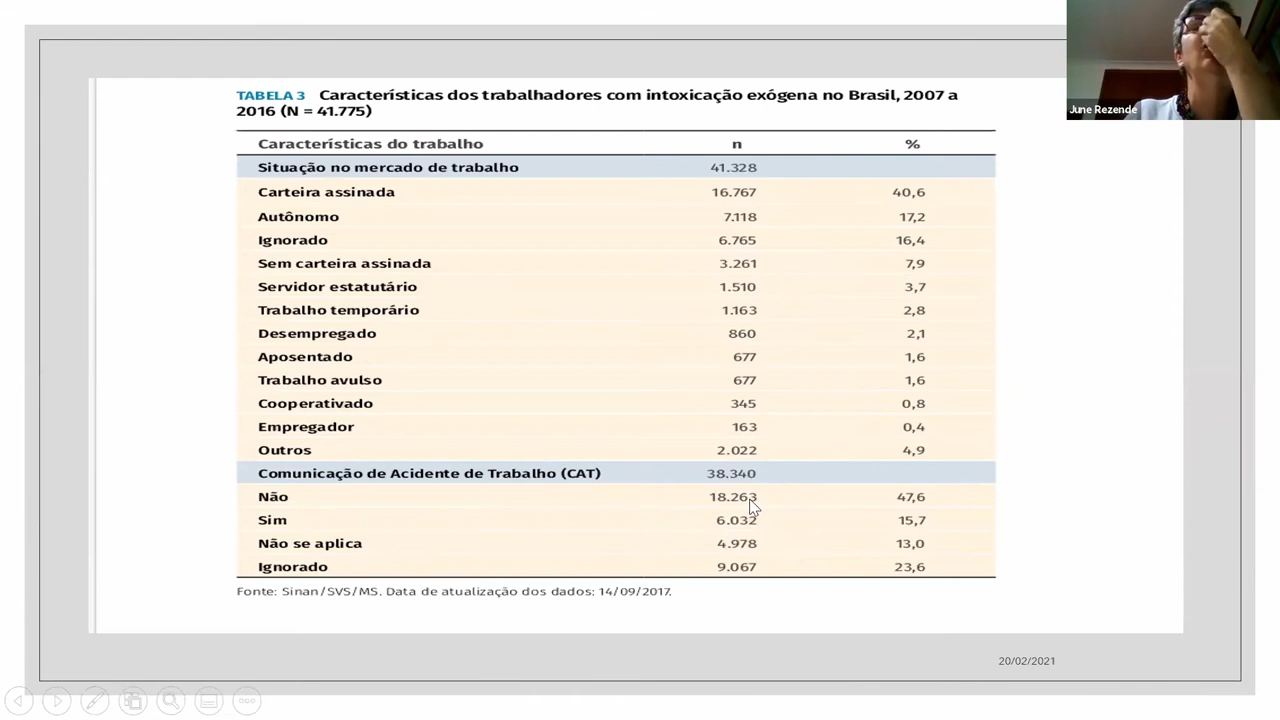 June Rezende
TABELA 3 Características dos trabalhadores com intoxicação exógena no Brasil, 2007 a
2016 (N = 41.775)
Características do trabalho n %
Situação no mercado de trabalho 41.328
Carteira assinada 16.767 40,6
Autônomo 7.118 17,2
Ignorado 6.765 16,4
Sem carteira assinada 3.261 7,9
Servidor estatutário 1.510 3,7
Trabalho temporário 1.163 2,8
Desempregado 860 2,1
Aposentado 677 1,6
Trabalho avulso 677 1,6
Cooperativado 345 0,8
Empregador 163 0,4
Outros 2.022 4,9
Comunicação de Acidente de Trabalho (CAT) 38.340
Não 18.263 47,6
Sim 6.032 15,7
Não se aplica 4.978 13,0
Ignorado 9.067 23,6
Fonte: Sinan/SVS/MS. Data de atualização dos dados: 14/09/2017.
20/02/2021